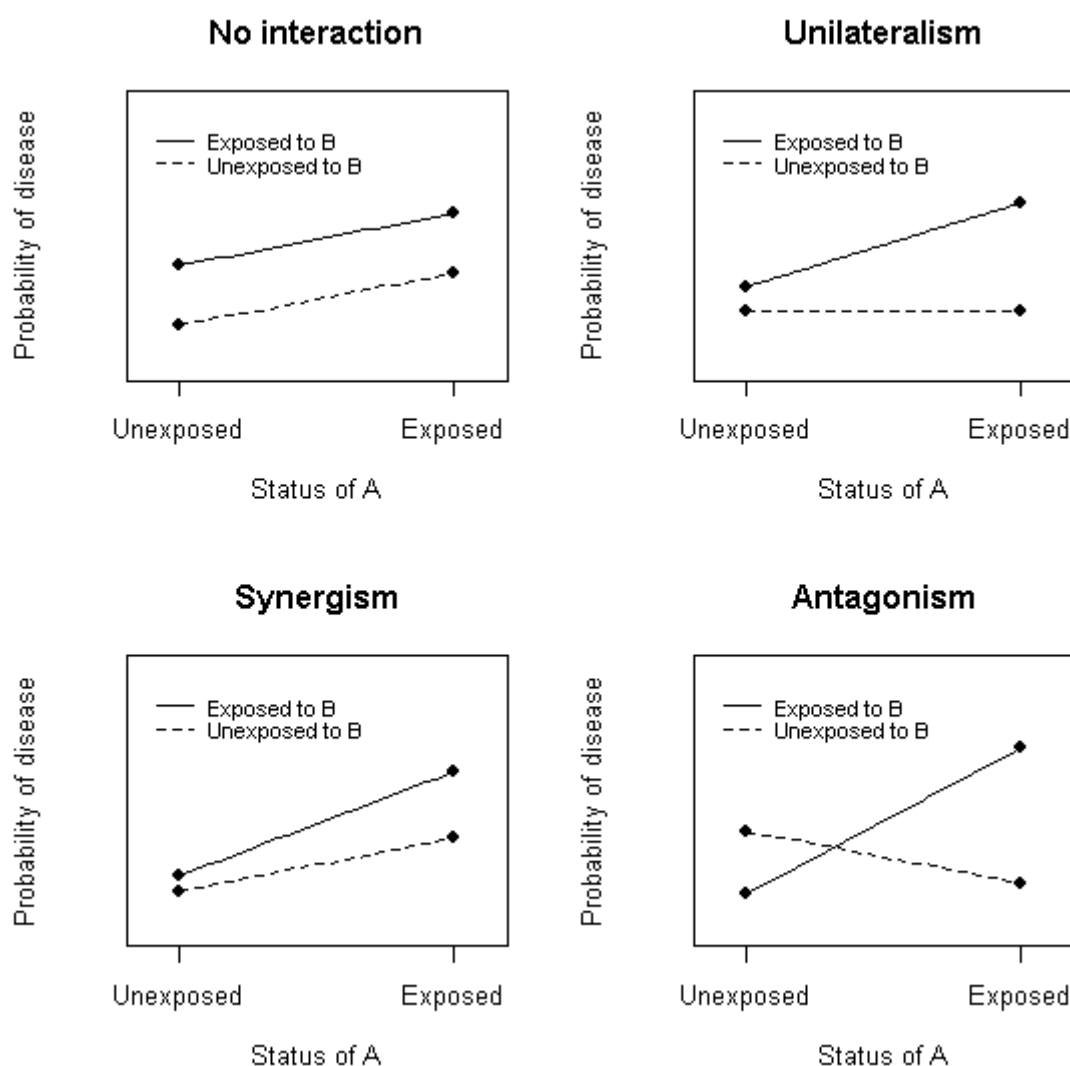 No interaction
Probability of disease
Exposed to B
Unexposed to B
Unexposed
Exposed
Status of A
Unilateralism
Probability of disease
Exposed to B
Unexposed to B
Unexposed
Exposed
Status of A
Synergism
Probability of disease
Exposed to B
Unexposed to B
Unexposed
Exposed
Status of A
Antagonism
Probability of disease
Exposed to B
Unexposed to B
Unexposed
Exposed
Status of A